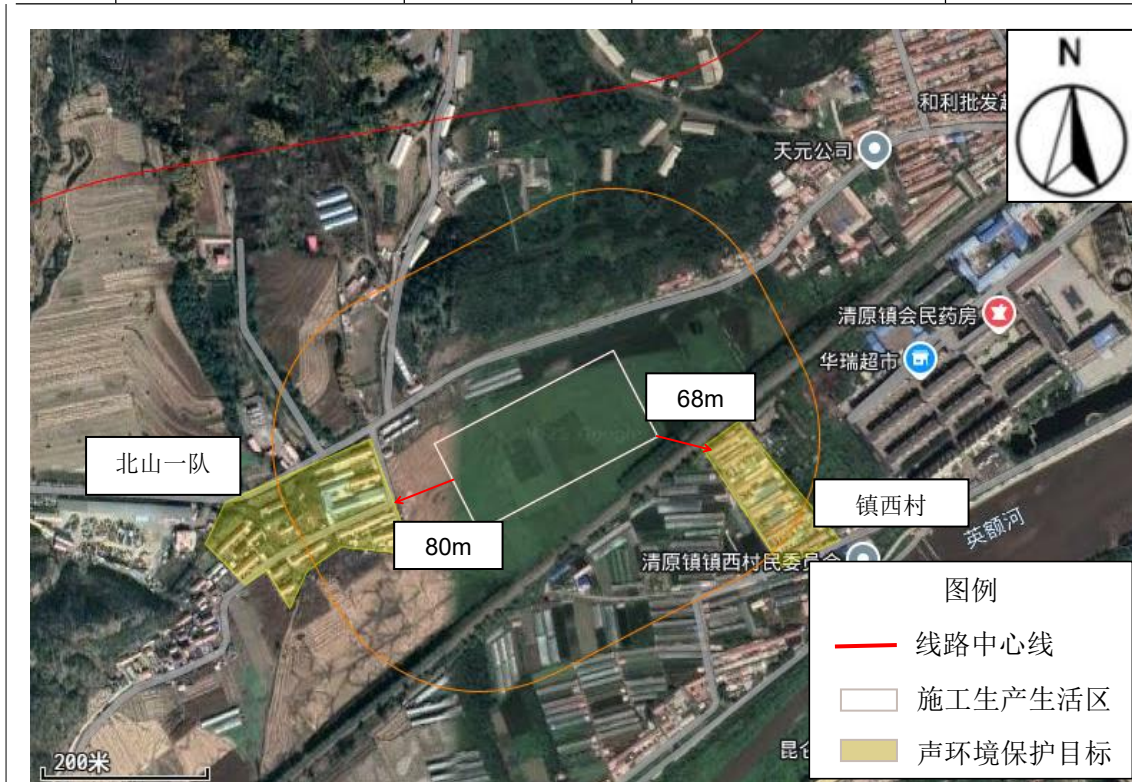 N
和利批发超
天元公司
清原镇会民药房
华瑞超市
68m
北山一队
镇西村
80m
英额河
清原镇镇西村民委员会
图例
线路中心线
施工生产生活区
声环境保护目标
昆仑
200米